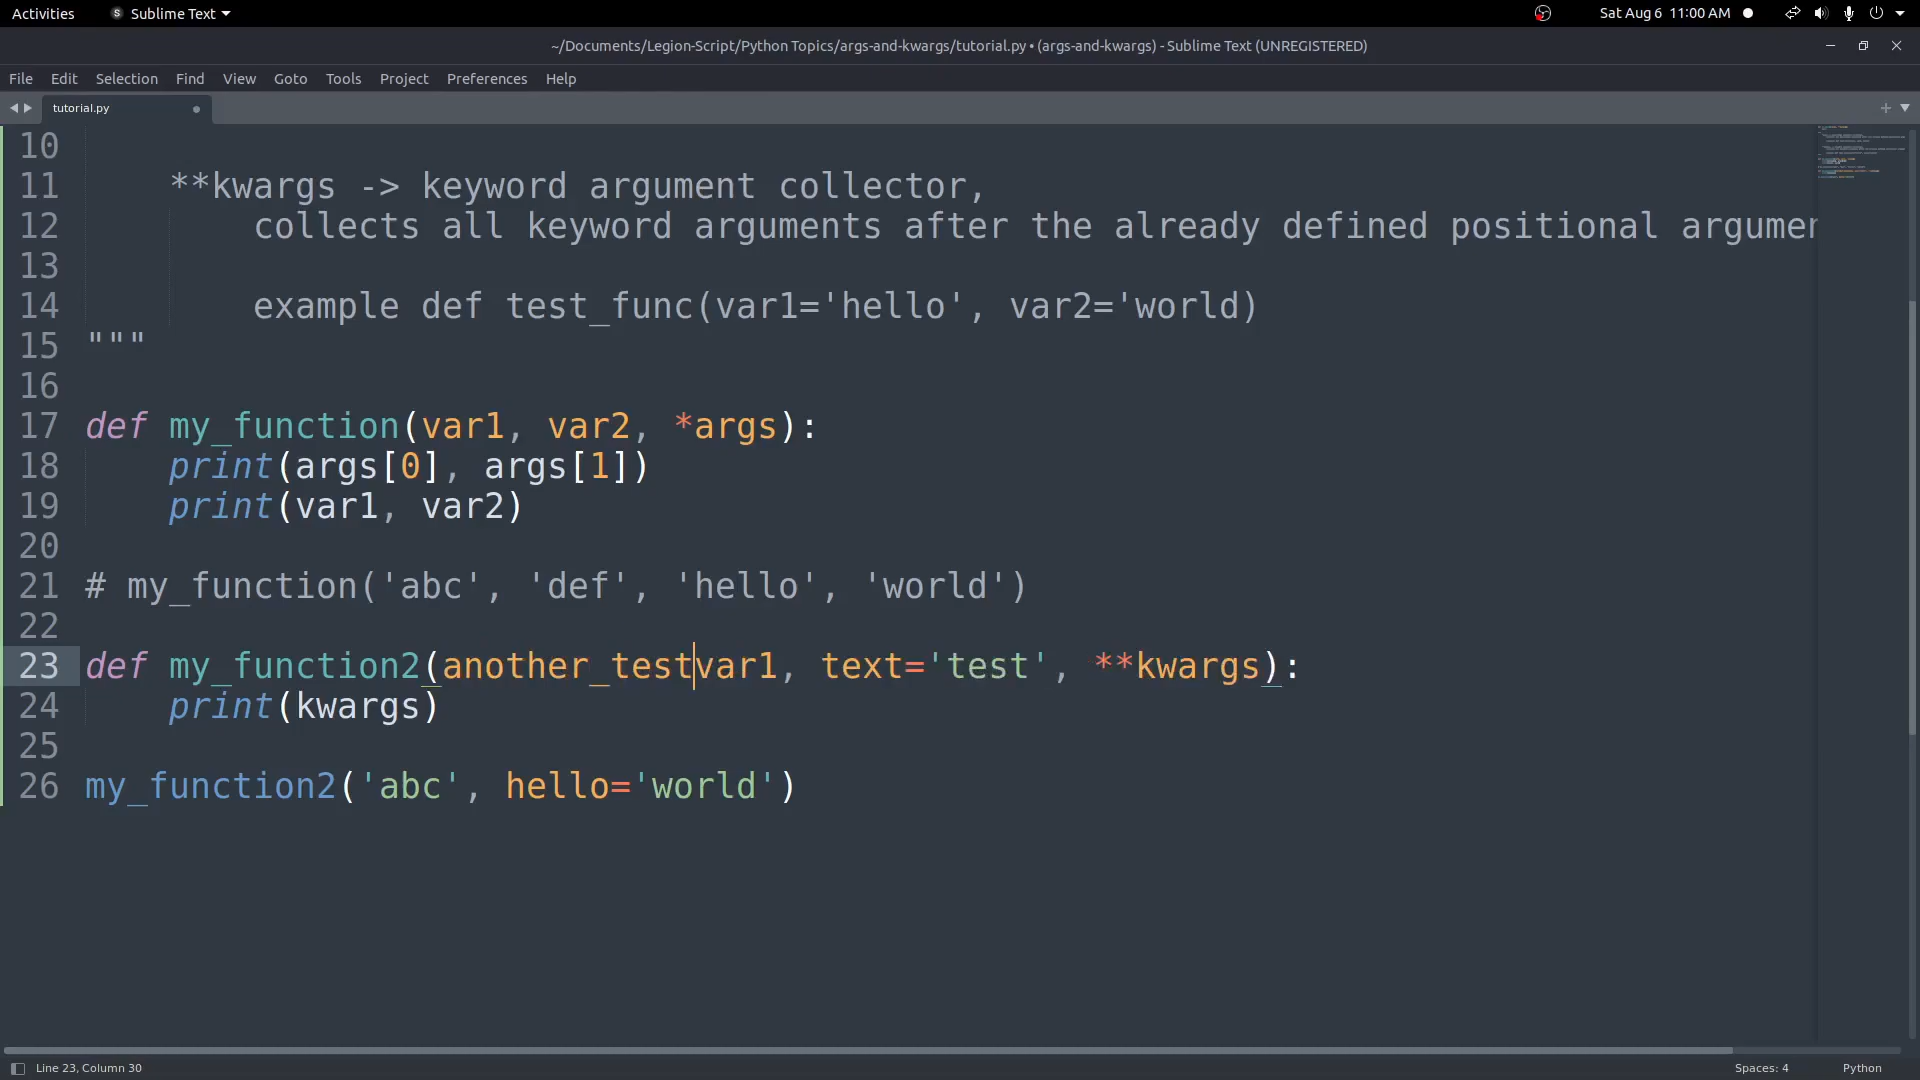 Activities
Sublime Text
Sat Aug 6 11:00 AM
~/Documents/Legion-Script/Python Topics/args-and-kwargs/tutorial.py • (args-and-kwargs) - Sublime Text (UNREGISTERED)
File Edit Selection Find View Goto Tools Project Preferences Help
tutorial.py
10
11 **kwargs -> keyword argument collector,
12 collects all keyword arguments after the already defined positional argumen
13
14 example def test_func(var1='hello', var2='world)
15 """
16
17 def my_function(var1, var2, *args):
18 print(args[0], args[1])
19 print(var1, var2)
20
21 # my_function('abc', 'def', 'hello', 'world')
22
23 def my_function2(another_testvar1, text='test', **kwargs):
24 print(kwargs)
25
26 my_function2('abc', hello='world')
Line 23, Column 30
Spaces: 4
Python